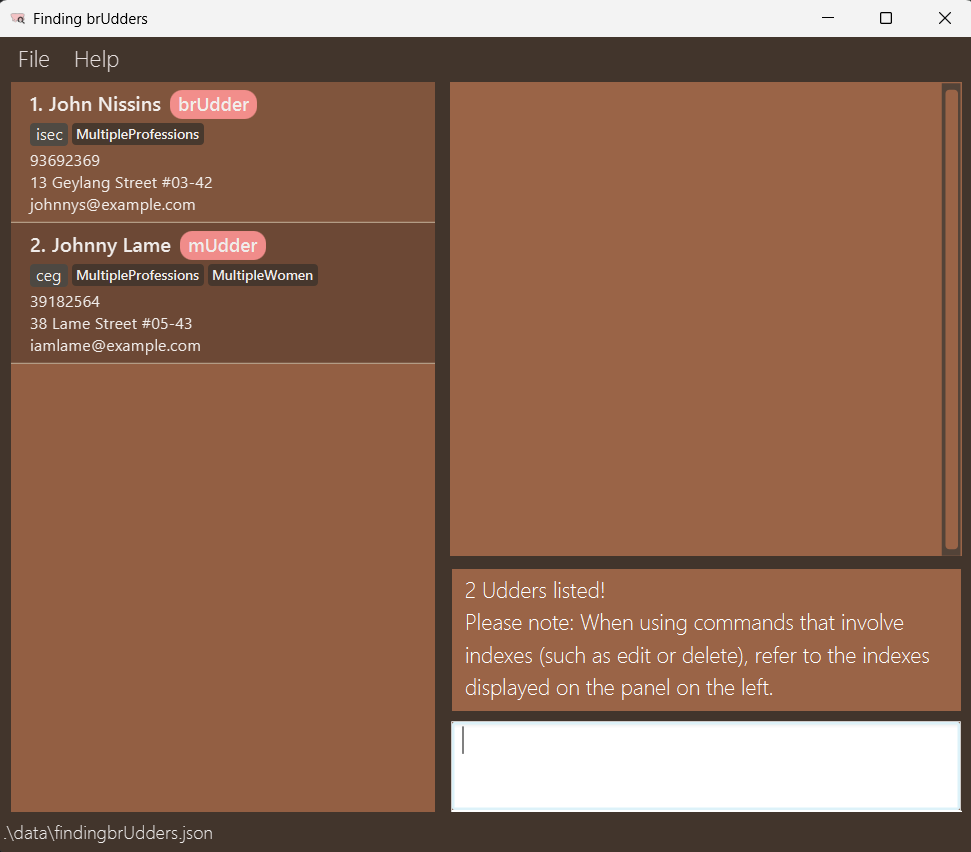 Finding brUdders
File Help
1. John Nissins brUdder
isec MultipleProfessions
93692369
13 Geylang Street #03-42
johnnys@example.com
2. Johnny Lame mUdder
ceg MultipleProfessions MultipleWomen
39182564
38 Lame Street #05-43
iamlame@example.com
2 Udders listed!
Please note: When using commands that involve
indexes (such as edit or delete), refer to the indexes
displayed on the panel on the left.
.\data\findingbrUdders.json